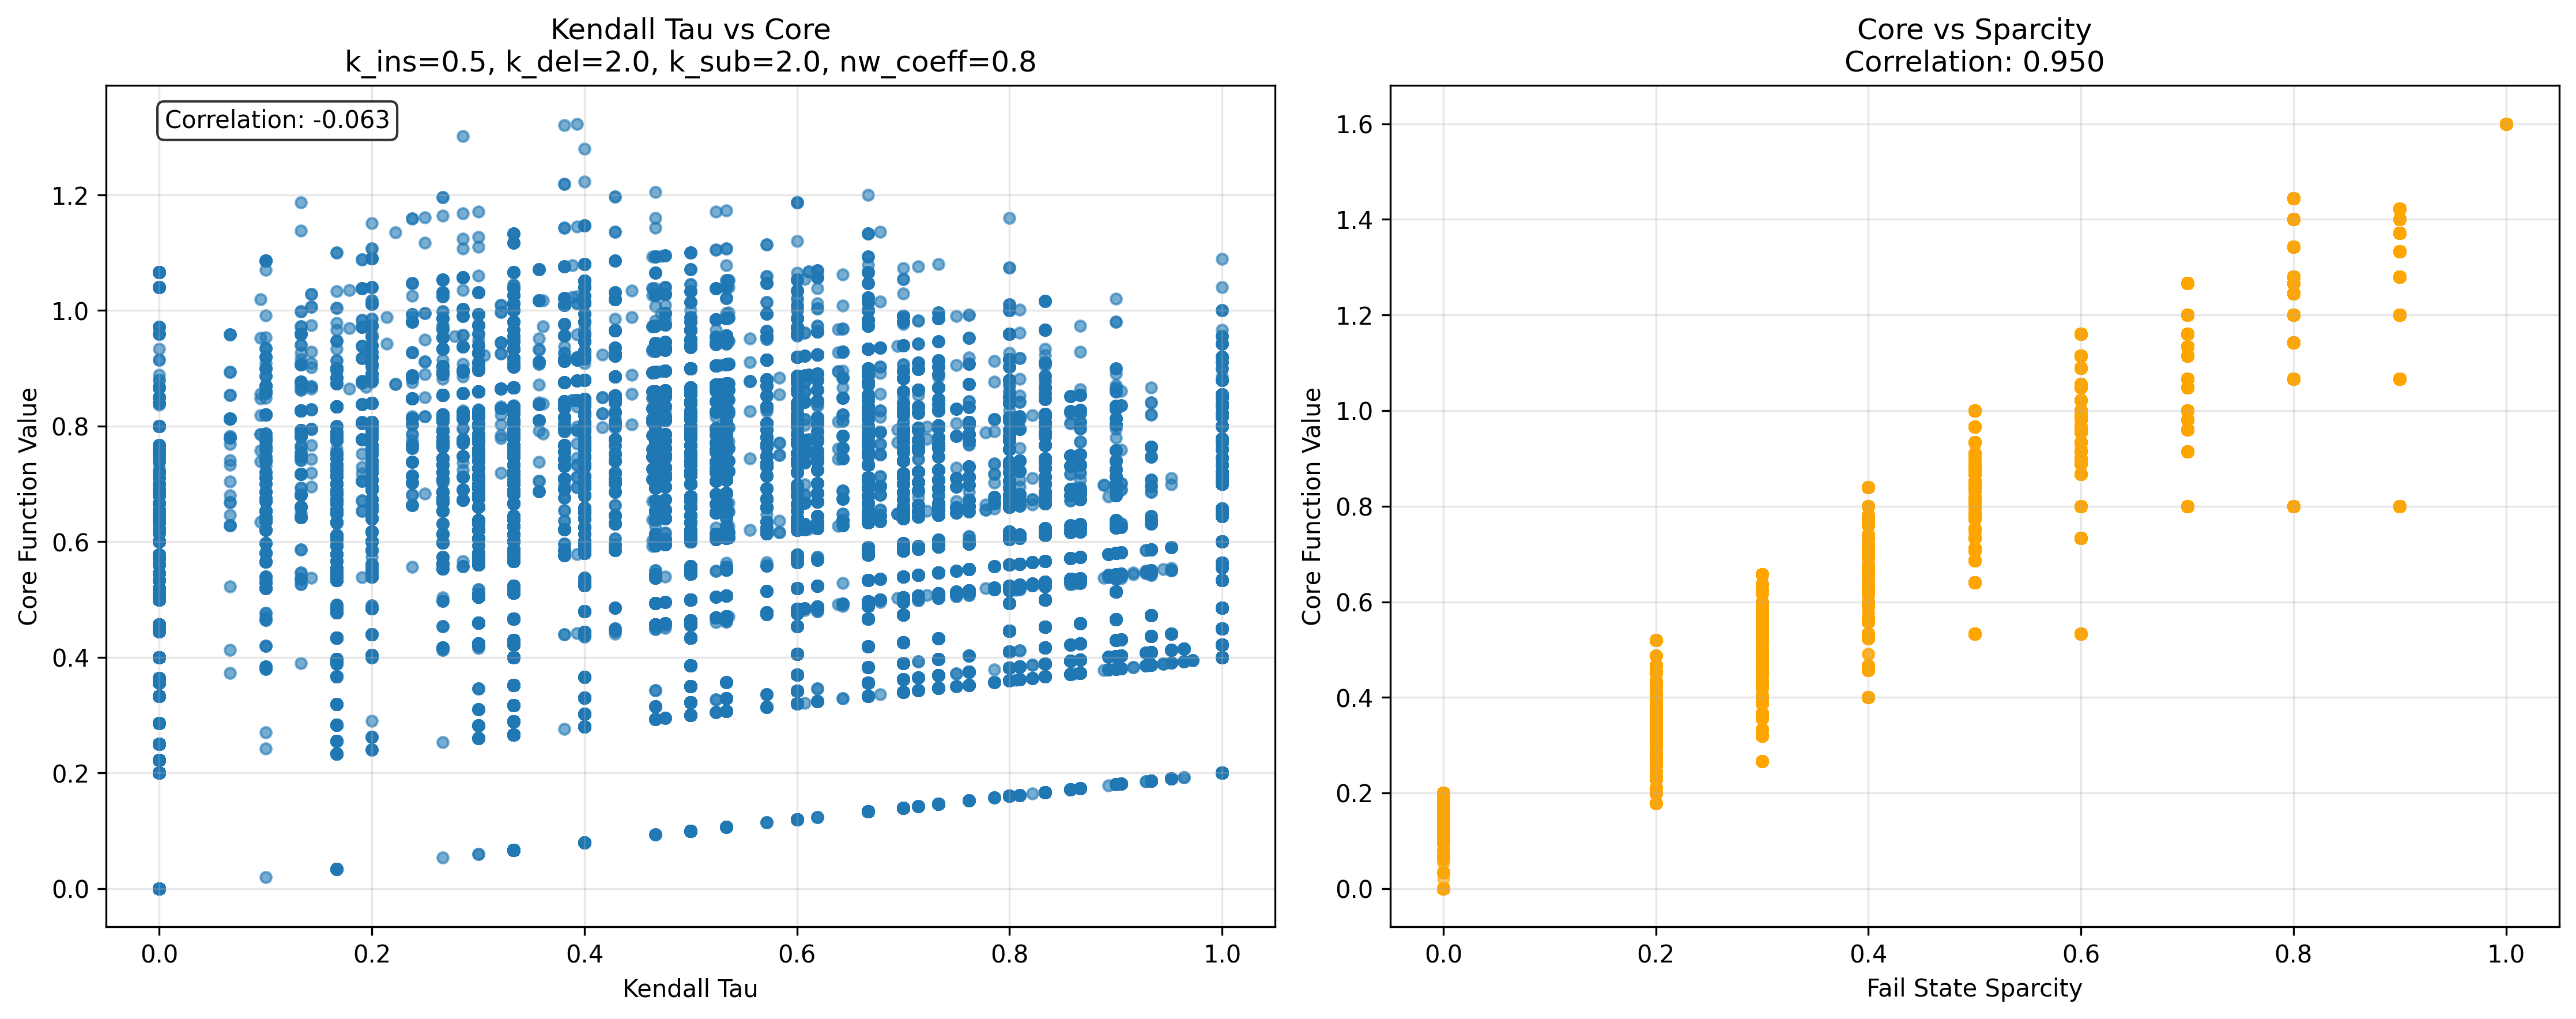 Kendall Tau vs Core
k_ins=0.5, k_del=2.0, k_sub=2.0, nw_coeff=0.8
Correlation: -0.063
Core Function Value
1.2
1.0
0.8
0.6
0.4
0.2
0.0
0.0 0.2 0.4 0.6 0.8 1.0
Kendall Tau
Core vs Sparcity
Correlation: 0.950
Core Function Value
1.6
1.4
1.2
1.0
0.8
0.6
0.4
0.2
0.0
0.0 0.2 0.4 0.6 0.8 1.0
Fail State Sparcity